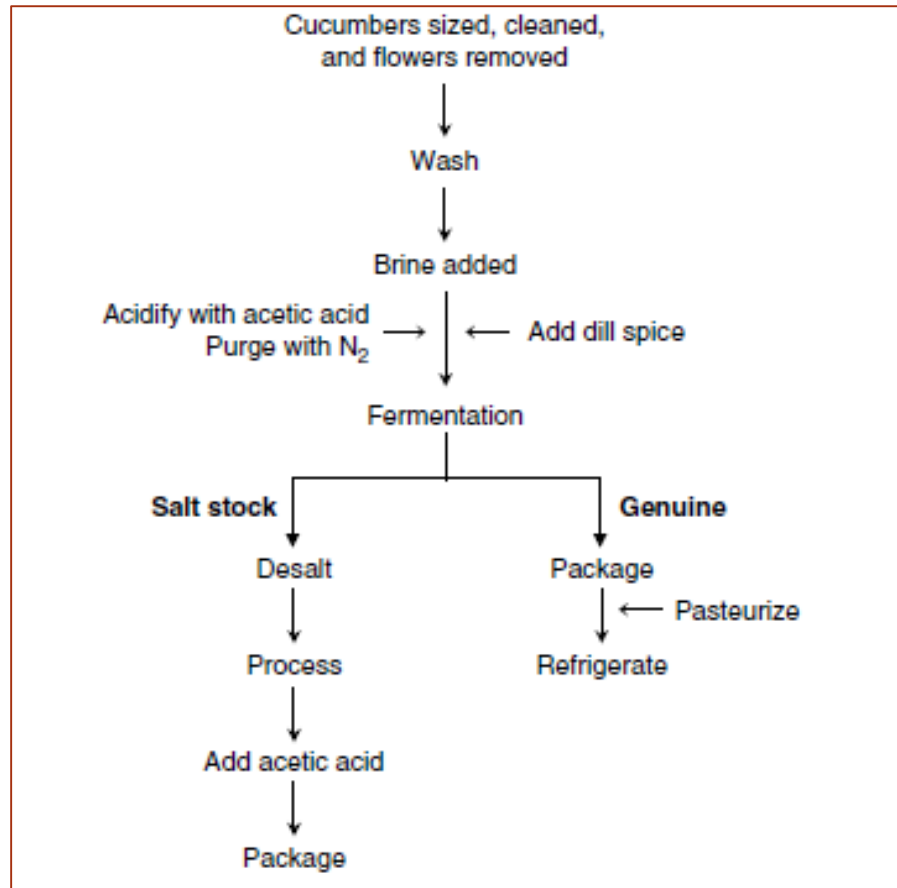 Cucumbers sized, cleaned,
and flowers removed
Wash
Brine added
Acidify with acetic acid
Purge with N₂
Add dill spice
Fermentation
Salt stock
Genuine
Desalt
Package
Pasteurize
Process
Refrigerate
Add acetic acid
Package